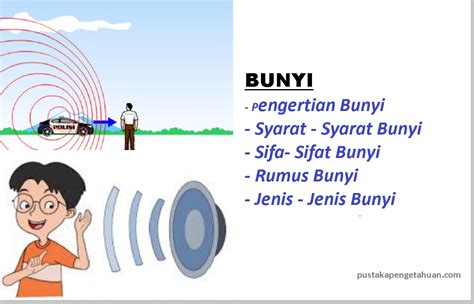 POLISI
BUNYI
- Pengertian Bunyi
- Syarat - Syarat Bunyi
- Sifa- Sifat Bunyi
- Rumus Bunyi
- Jenis - Jenis Bunyi
pustakapengetahuan.com